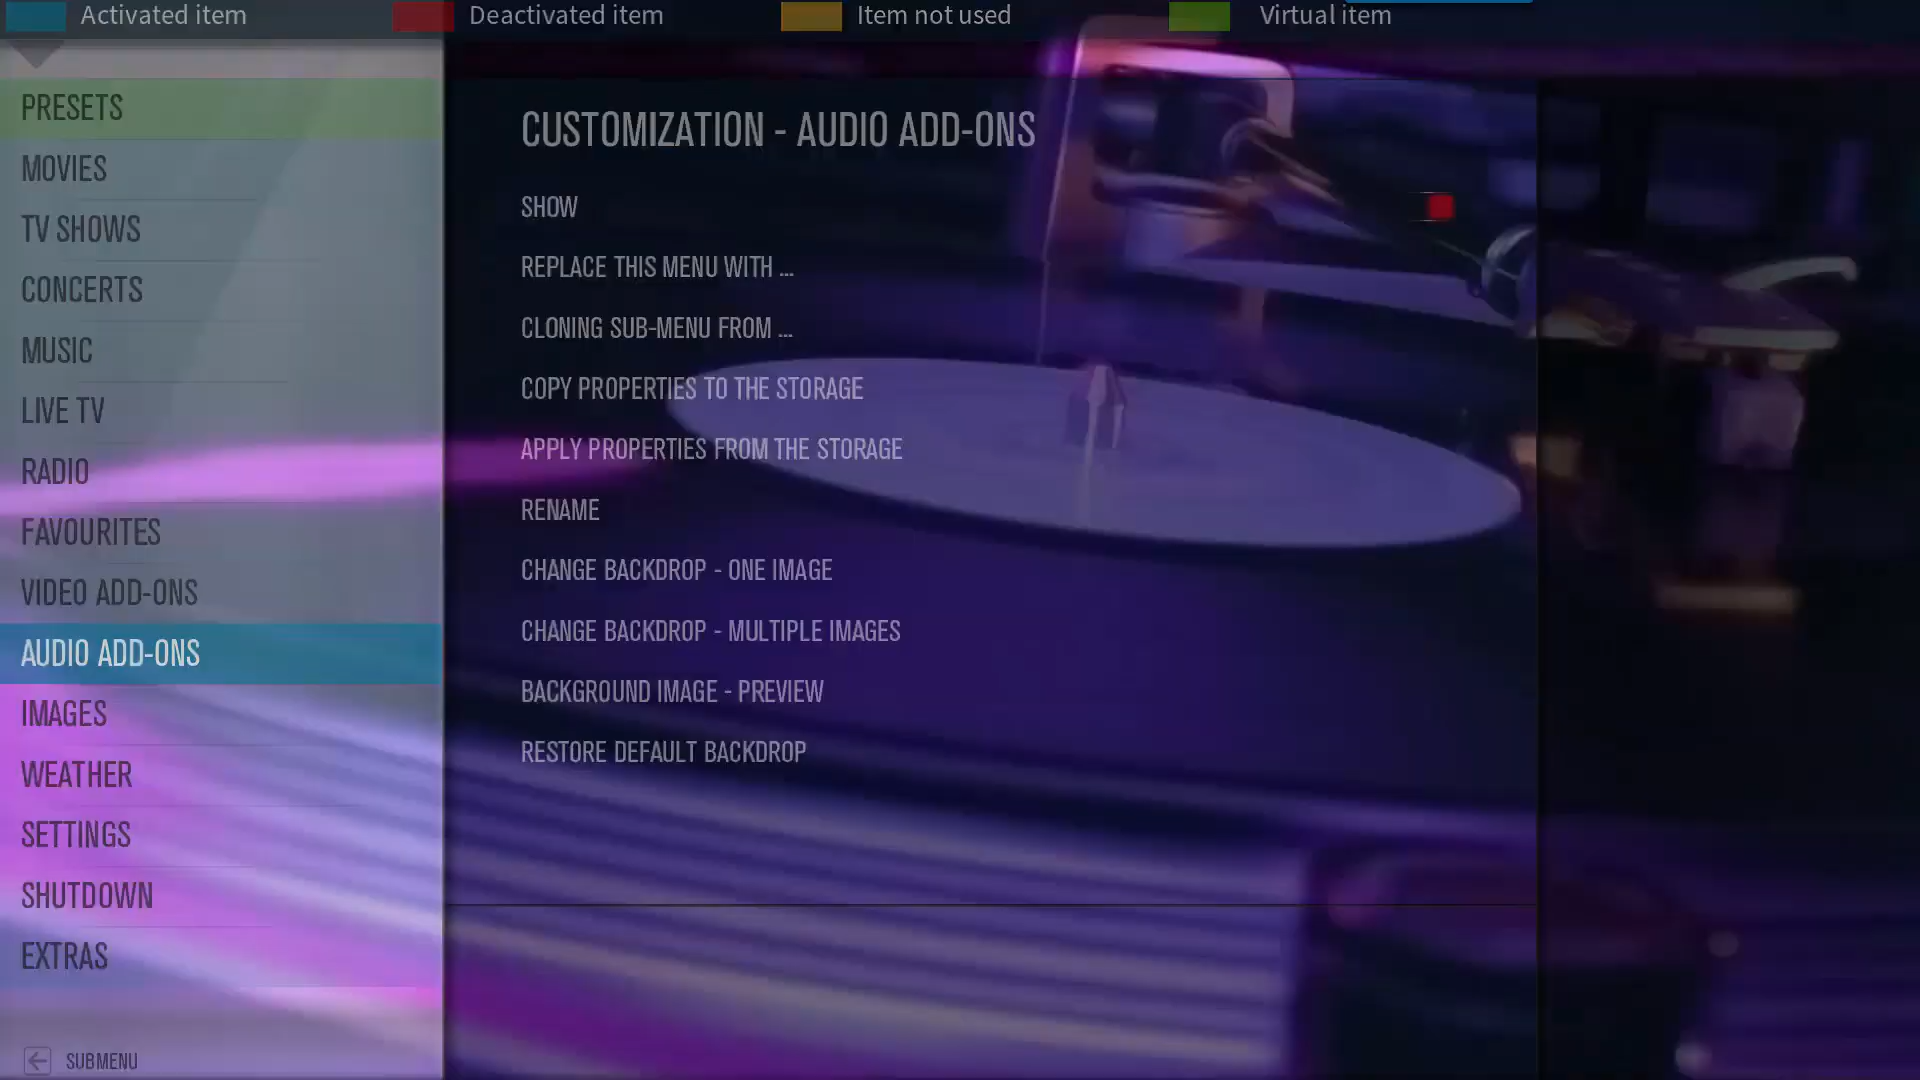 Activated item
Deactivated item
Item not used
Virtual item
PRESETS
MOVIES
TV SHOWS
CONCERTS
MUSIC
LIVE TV
RADIO
FAVOURITES
VIDEO ADD-ONS
AUDIO ADD-ONS
IMAGES
WEATHER
SETTINGS
SHUTDOWN
EXTRAS
SUBMENU
CUSTOMIZATION - AUDIO ADD-ONS
SHOW
REPLACE THIS MENU WITH ...
CLONING SUB-MENU FROM ...
COPY PROPERTIES TO THE STORAGE
APPLY PROPERTIES FROM THE STORAGE
RENAME
CHANGE BACKDROP - ONE IMAGE
CHANGE BACKDROP - MULTIPLE IMAGES
BACKGROUND IMAGE - PREVIEW
RESTORE DEFAULT BACKDROP